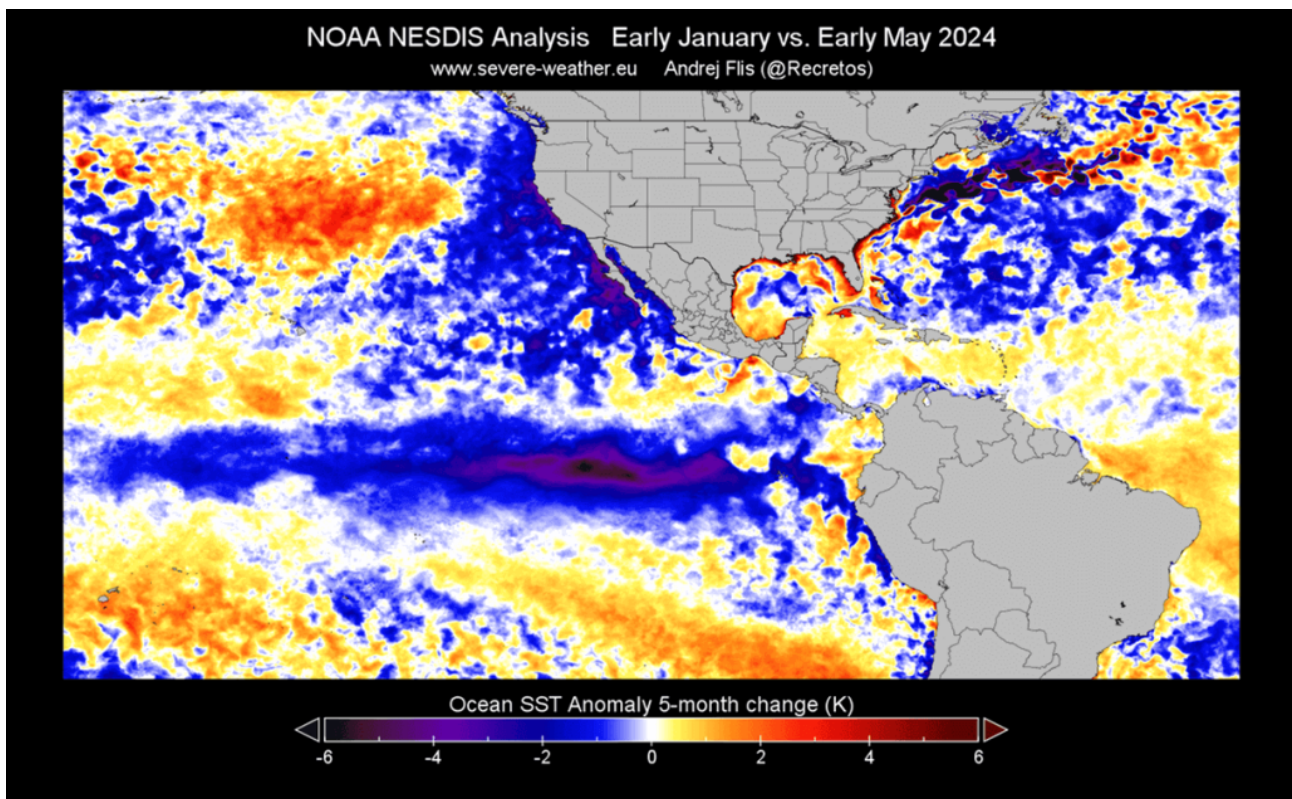 NOAA NESDIS Analysis   Early January vs. Early May 2024
www.severe-weather.eu   Andrej Flis (@Recretos)
Ocean SST Anomaly 5-month change (K)
-6 -4 -2 0 2 4 6